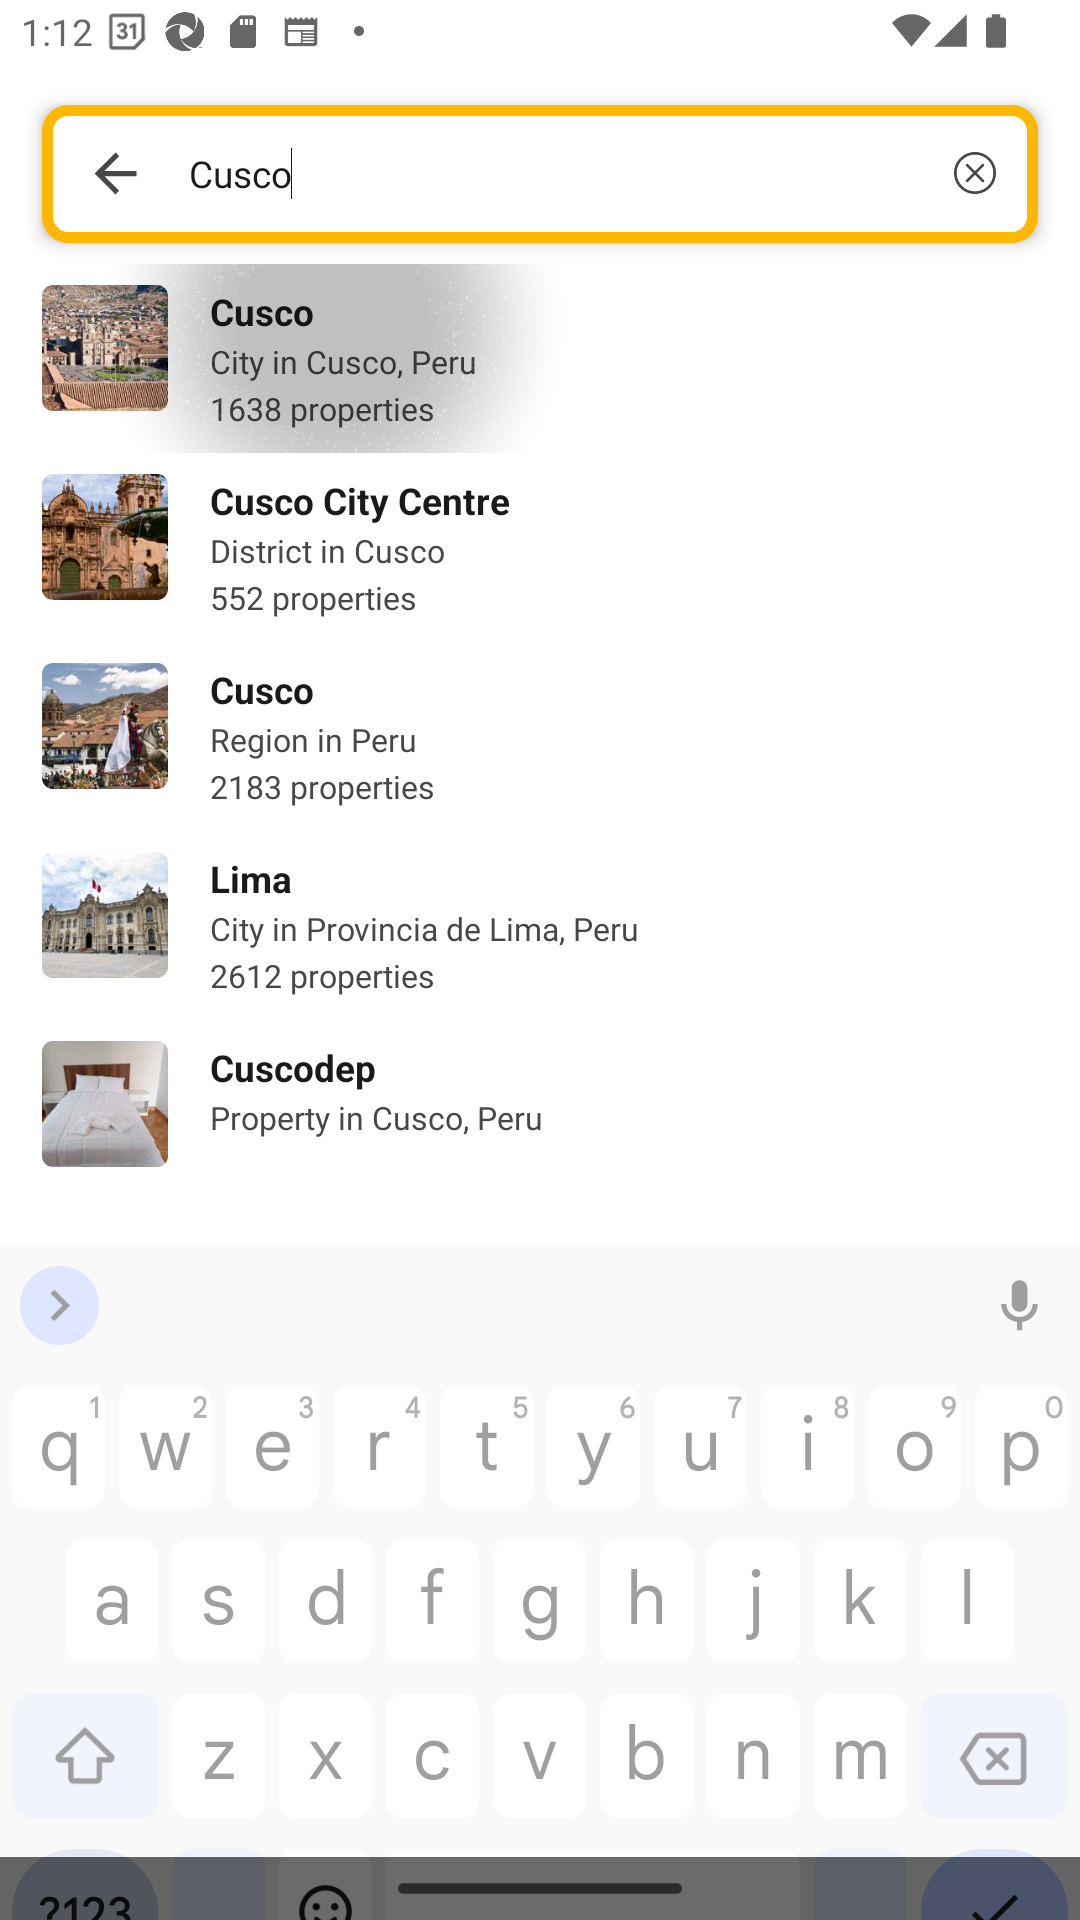 1:12 31
Cusco
Cusco
City in Cusco, Peru
1638 properties
Cusco City Centre
District in Cusco
552 properties
Cusco
Region in Peru
2183 properties
Lima
City in Provincia de Lima, Peru
2612 properties
Cuscodep
Property in Cusco, Peru
1 2 3 4 5 6 7 8 9 0
q w e r t y u i o p
a s d f g h j k l
z x c v b n m
?123